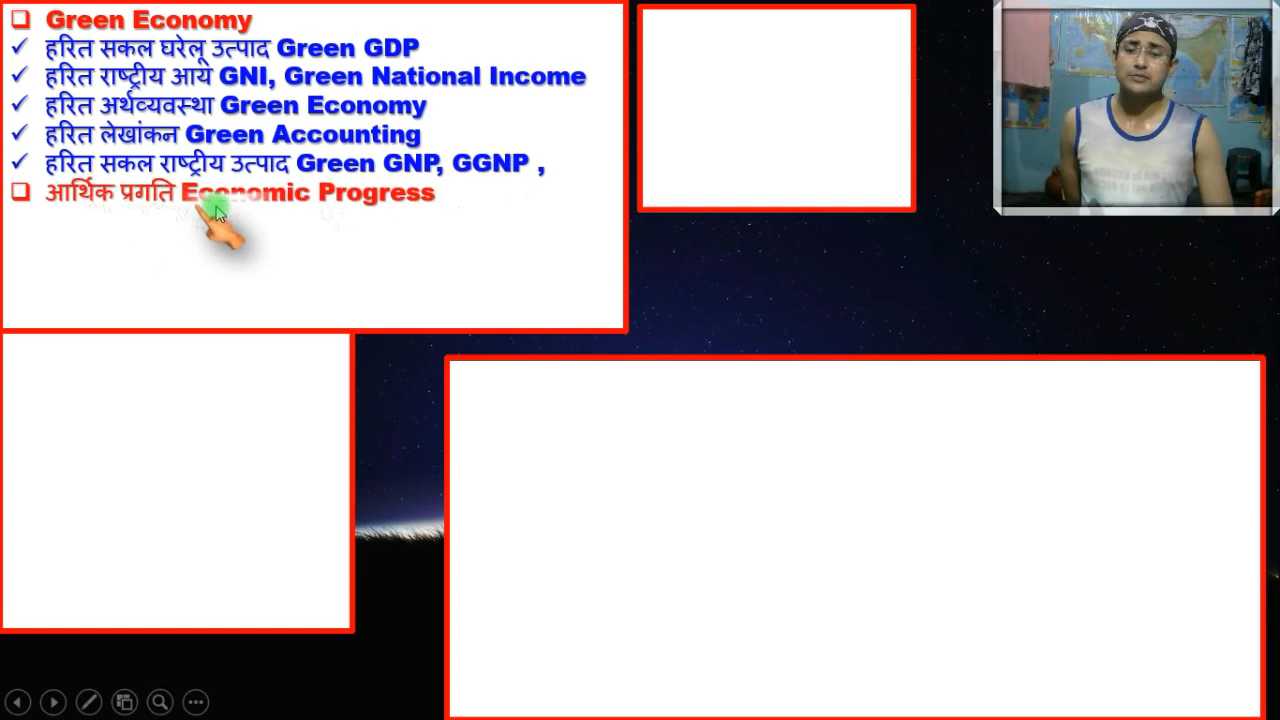 Green Economy
हरित सकल घरेलू उत्पाद Green GDP
हरित राष्ट्रीय आय GNI, Green National Income
हरित अर्थव्यवस्था Green Economy
हरित लेखांकन Green Accounting
हरित सकल राष्ट्रीय उत्पाद Green GNP, GGNP ,
आर्थिक प्रगति Economic Progress